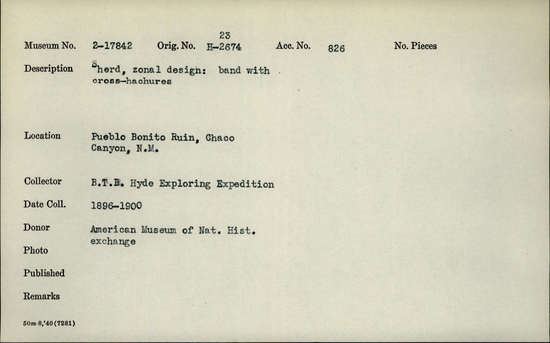 23
Museum No. 2-17842 Orig. No. H-2674 Acc. No. 826 No. Pieces
Description Sherd, zonal design: band with
cross-hachures
Location Pueblo Bonito Ruin, Chaco
Canyon, N.M.
Collector B.T.B. Hyde Exploring Expedition
Date Coll. 1896-1900
Donor American Museum of Nat. Hist.
exchange
Photo
Published
Remarks
50m 8,'40 (7281)